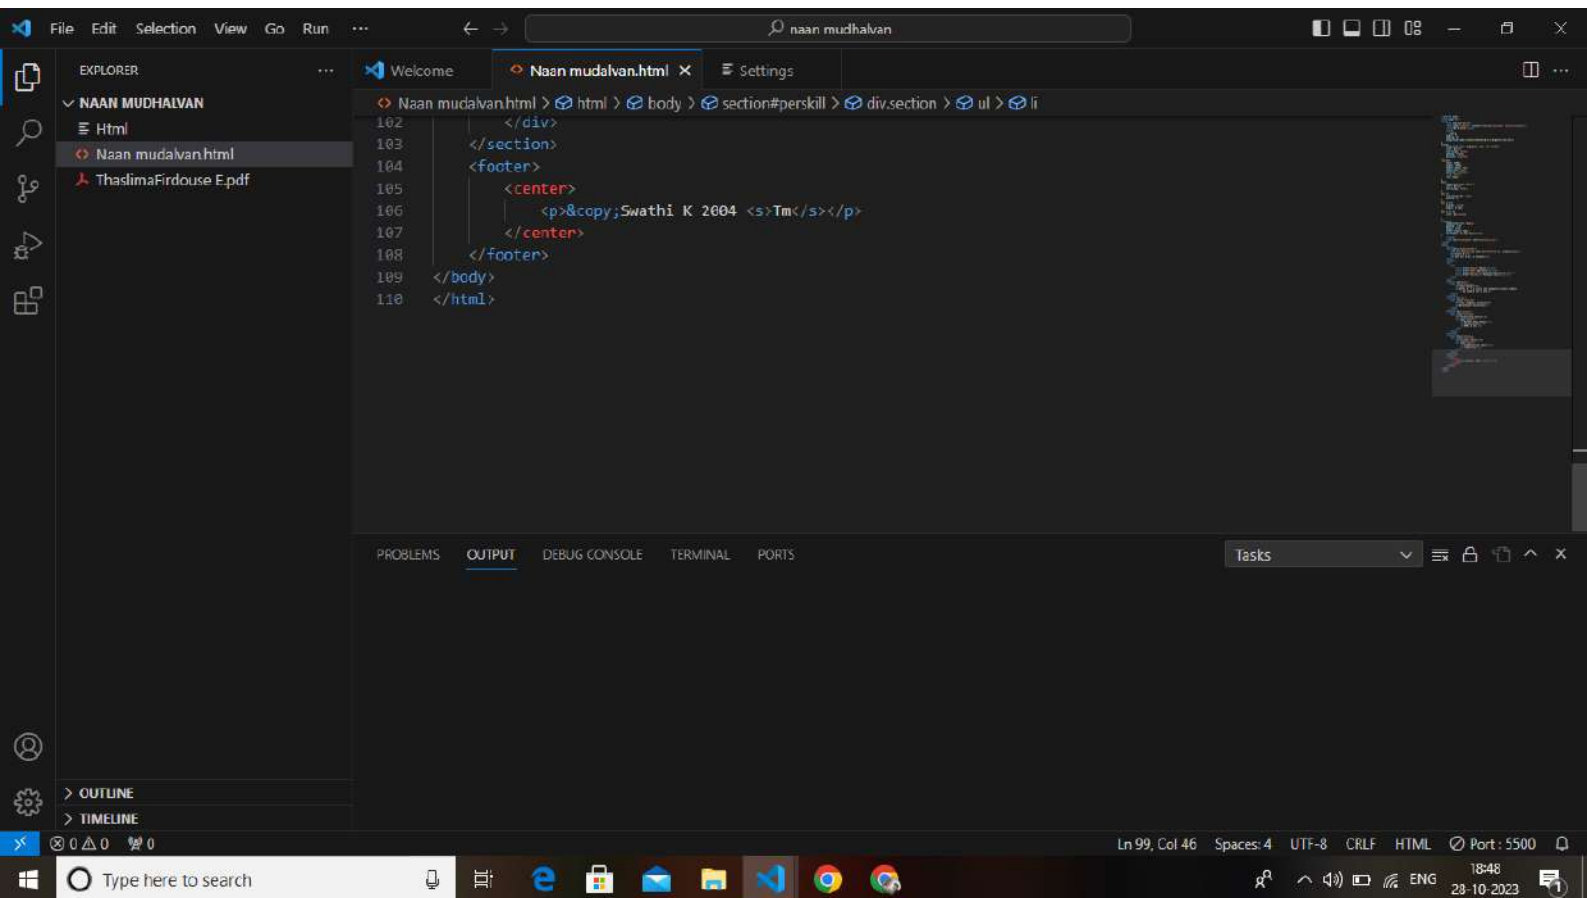 File Edit Selection View Go Run ··· naan mudhalvan
EXPLORER ···
Welcome
Naan mudalvan.html
Settings
NAAN MUDHALVAN
Naan mudalvan.html > html > body > section#perskill > div.section > ul > li
Html
Naan mudalvan.html
ThaslimaFirdouse E.pdf
102 </div>
103 </section>
104 <footer>
105 <center>
106 <p>&copy;Swathi K 2004 <s>Tm</s></p>
107 </center>
108 </footer>
109 </body>
110 </html>
PROBLEMS OUTPUT DEBUG CONSOLE TERMINAL PORTS
Tasks
OUTLINE
TIMELINE
0 0 0
Ln 99, Col 46 Spaces: 4 UTF-8 CRLF HTML Port : 5500
Type here to search
ENG
18:48
28-10-2023
1